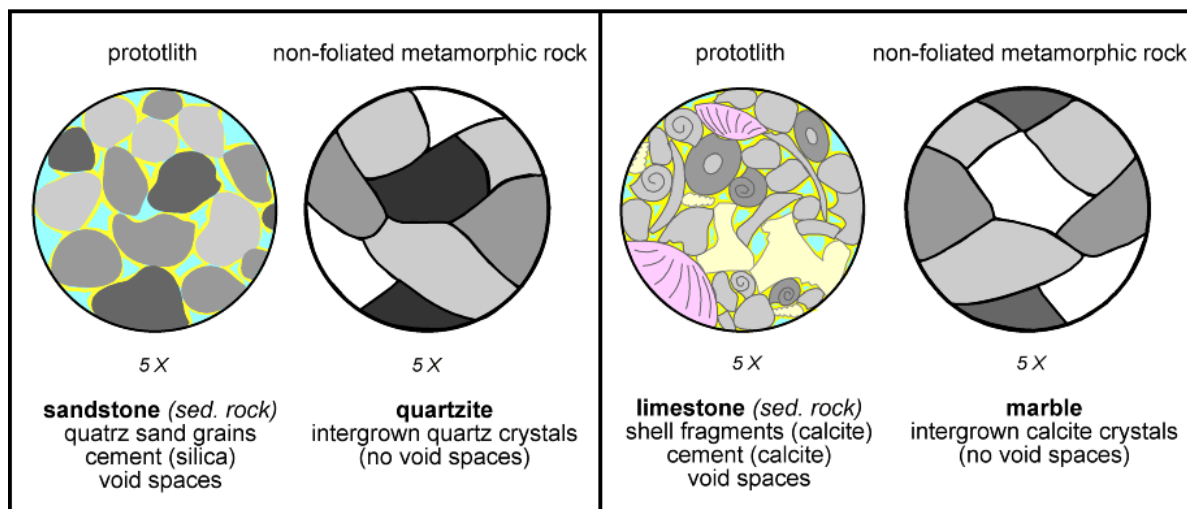 prototlith
non-foliated metamorphic rock
5 X
5 X
sandstone (sed. rock)
quatrz sand grains
cement (silica)
void spaces
quartzite
intergrown quartz crystals
(no void spaces)
prototlith
non-foliated metamorphic rock
5 X
5 X
limestone (sed. rock)
shell fragments (calcite)
cement (calcite)
void spaces
marble
intergrown calcite crystals
(no void spaces)